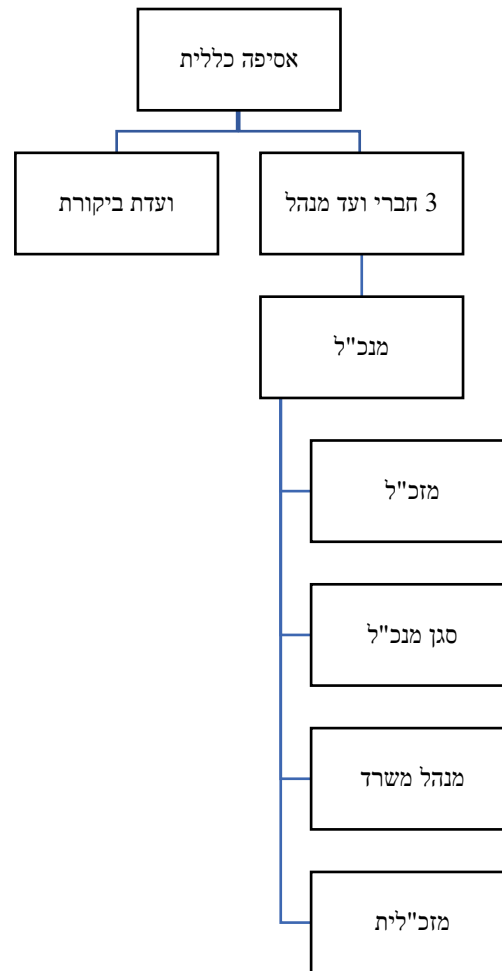 אסיפה כללית
3 חברי ועד מנהל
ועדת ביקורת
מנכ"ל
מזכ"ל
סגן מנכ"ל
מנהל משרד
מזכ"לית